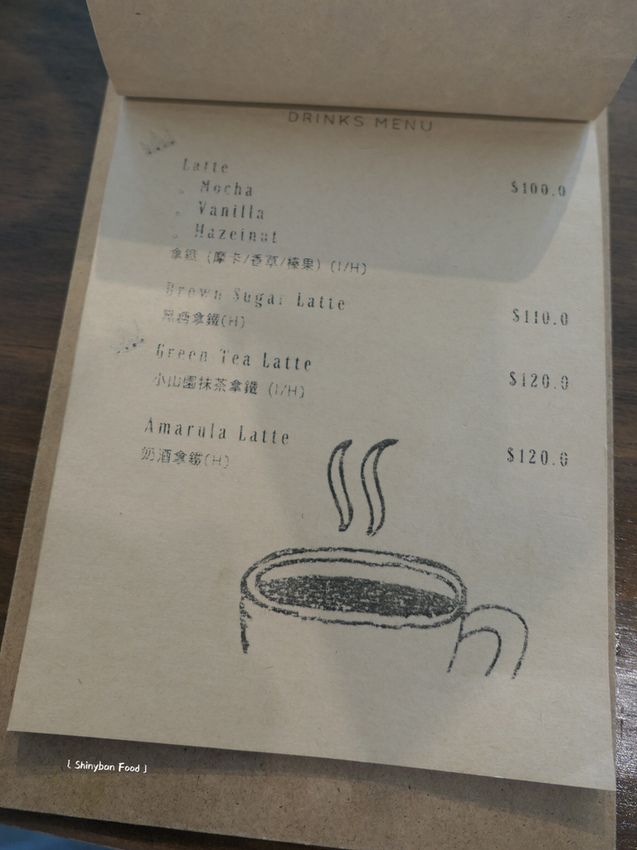 DRINKS MENU
Latte $100.0
Mocha
Vanilla
Hazelnut
拿鐵 (摩卡/香草/榛果) (I/H)
Brown Sugar Latte $110.0
黑糖拿鐵(H)
Green Tea Latte $120.0
小山園抹茶拿鐵 (I/H)
Amarula Latte $120.0
奶酒拿鐵(H)
[ Shinyban Food ]